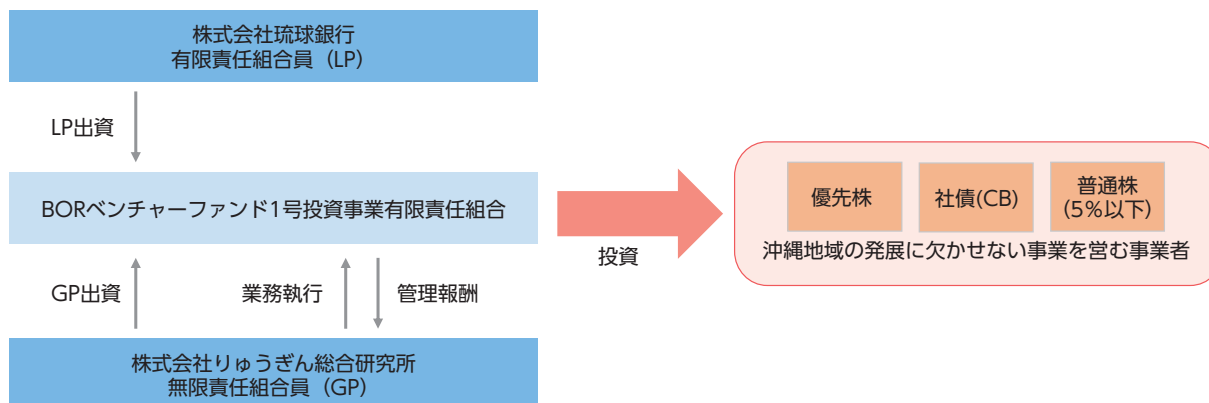 株式会社琉球銀行
有限責任組合員（LP）
LP出資
BORベンチャーファンド1号投資事業有限責任組合
GP出資
業務執行
管理報酬
株式会社りゅうぎん総合研究所
無限責任組合員（GP）
投資
優先株
社債(CB)
普通株
(5%以下)
沖縄地域の発展に欠かせない事業を営む事業者